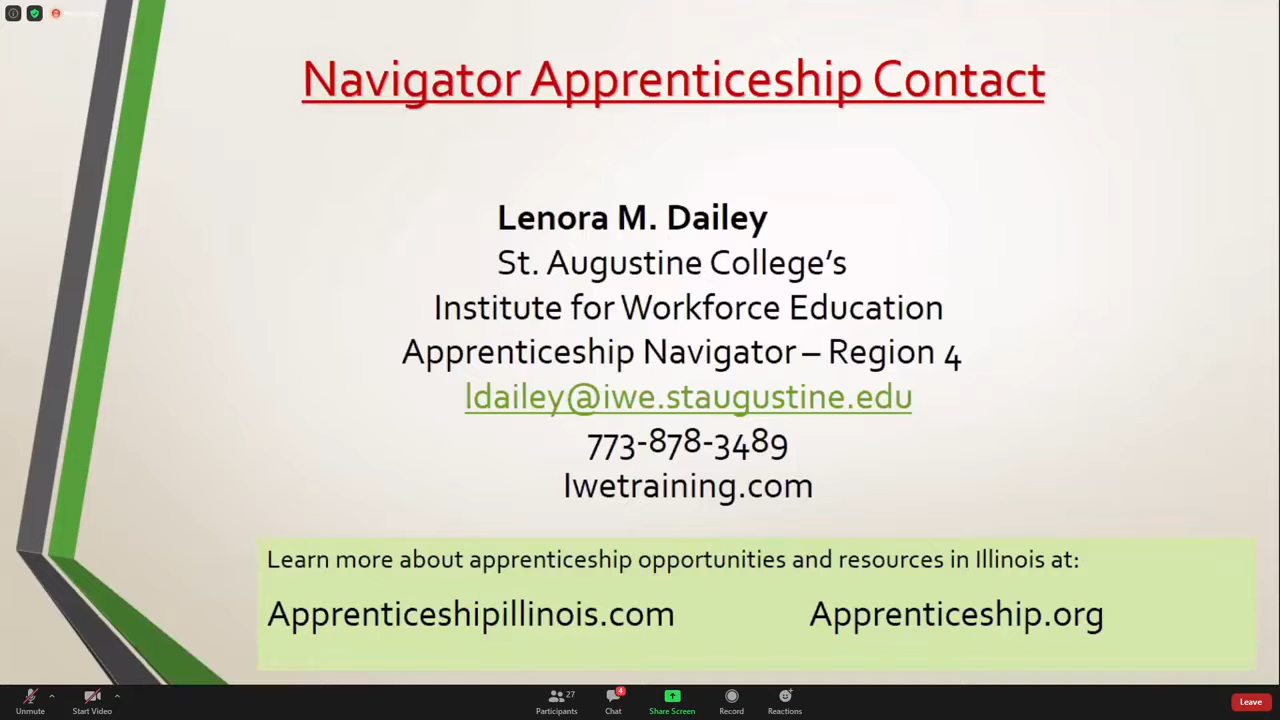 Navigator Apprenticeship Contact
Lenora M. Dailey
St. Augustine College’s
Institute for Workforce Education
Apprenticeship Navigator – Region 4
ldailey@iwe.staugustine.edu
773-878-3489
Iwetraining.com
Learn more about apprenticeship opportunities and resources in Illinois at:
Apprenticeshipillinois.com Apprenticeship.org
27 4
Unmute Start Video Participants Chat Share Screen Record Reactions Leave